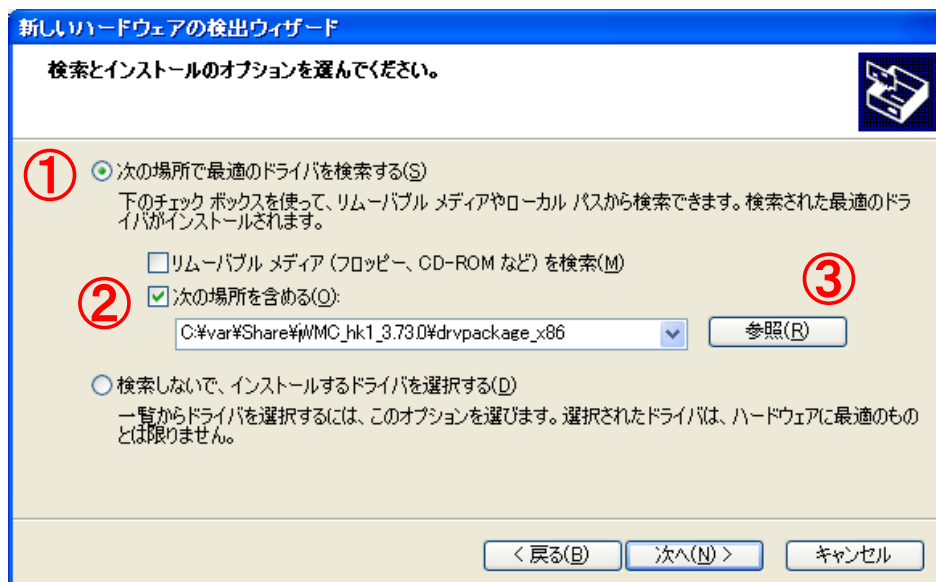 新しいハードウェアの検出ウィザード
検索とインストールのオプションを選んでください。
① 次の場所で最適のドライバを検索する(S)
下のチェック ボックスを使って、リムーバブル メディアやローカル パスから検索できます。検索された最適のドラ
イバがインストールされます。
リムーバブル メディア (フロッピー、CD-ROM など) を検索(M)
② 次の場所を含める(O):
③
C:¥var¥Share¥jWMC_hk1_3.73.0¥drvpackage_x86 参照(R)
検索しないで、インストールするドライバを選択する(D)
一覧からドライバを選択するには、このオプションを選びます。選択されたドライバは、ハードウェアに最適のもの
とは限りません。
< 戻る(B) 次へ(N) > キャンセル